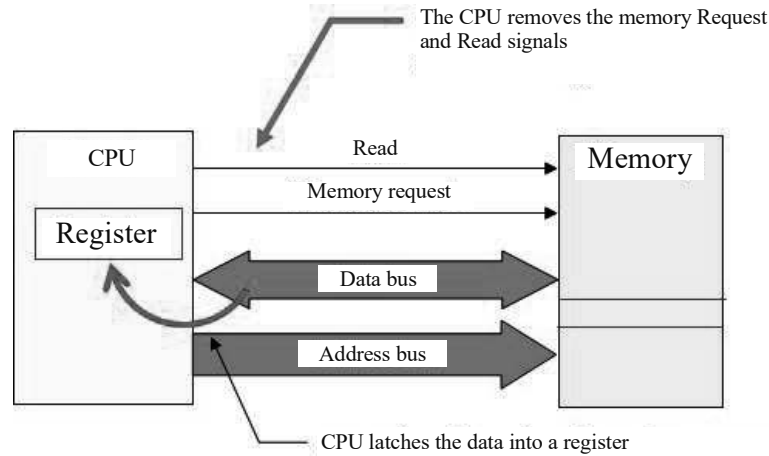 The CPU removes the memory Request
and Read signals
CPU
Read
Memory
Memory request
Register
Data bus
Address bus
CPU latches the data into a register